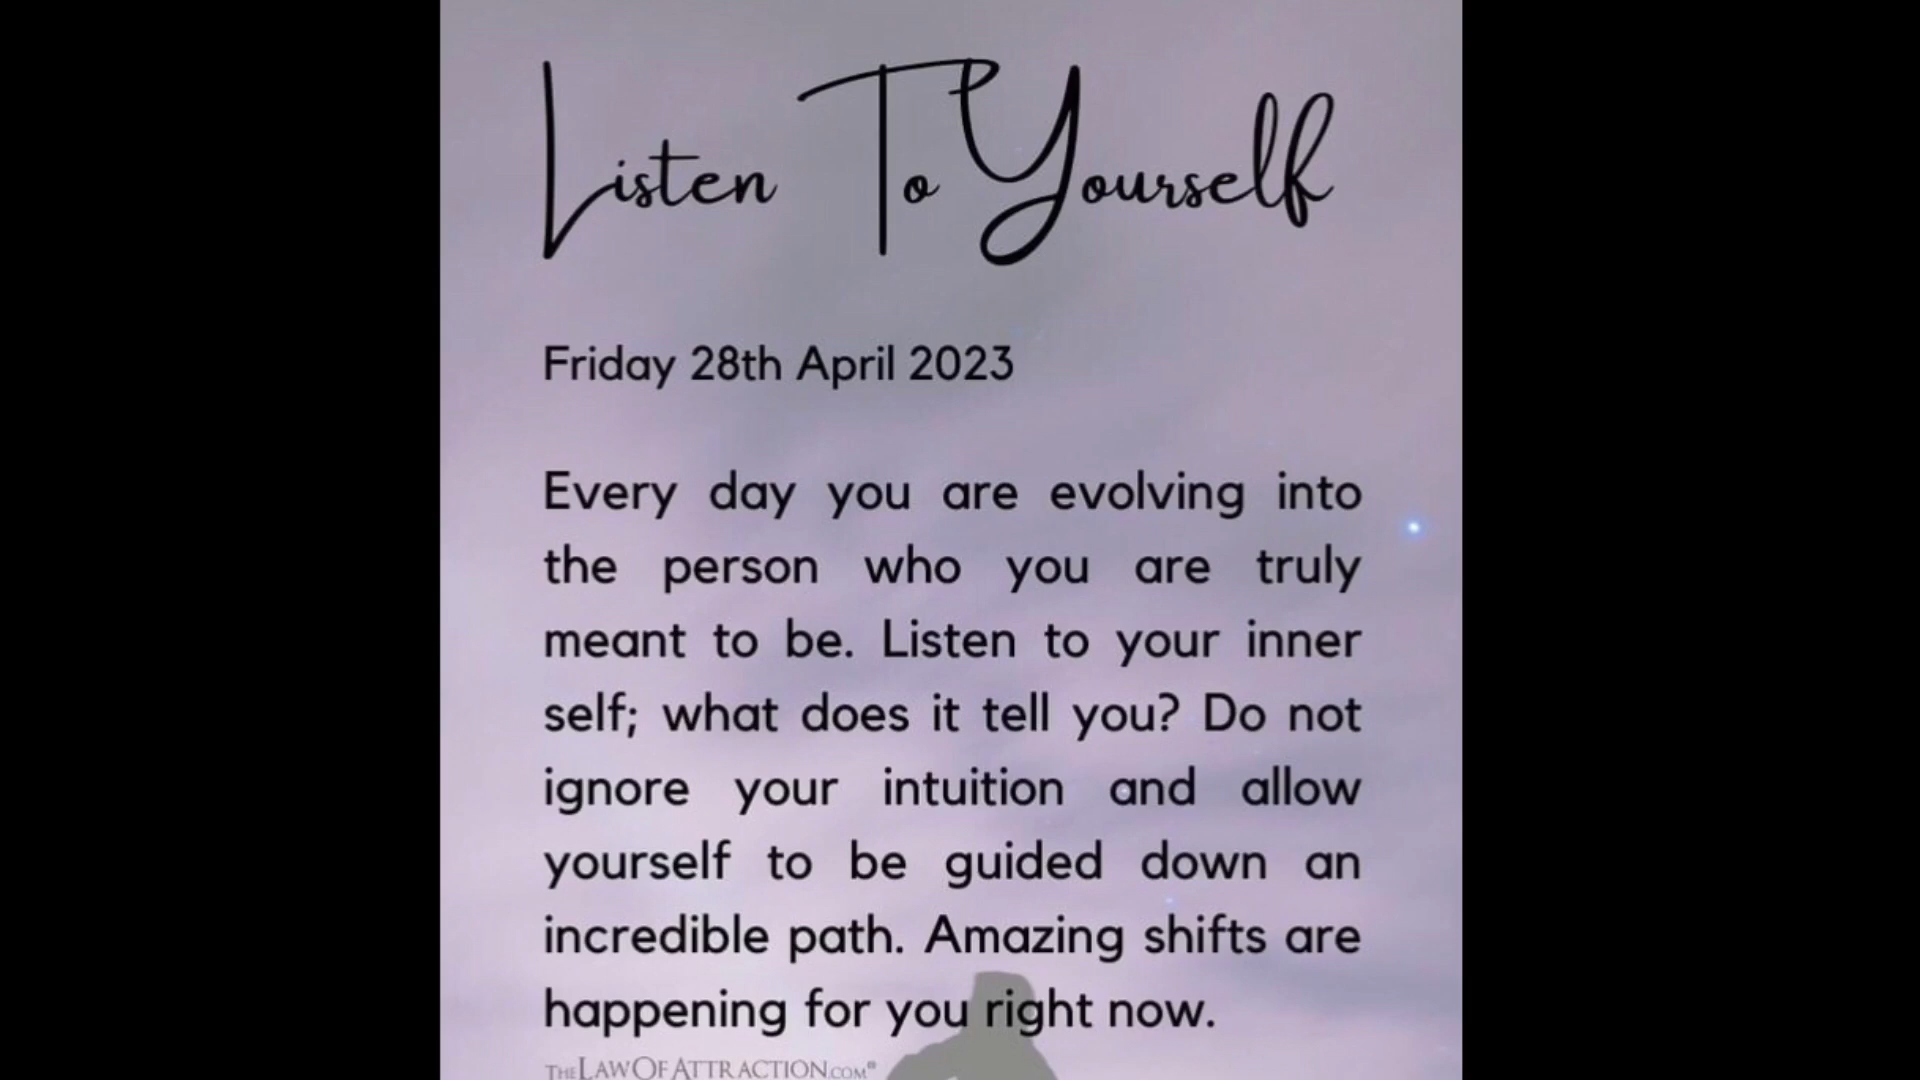 Listen To Yourself
Friday 28th April 2023
Every day you are evolving into
the person who you are truly
meant to be. Listen to your inner
self; what does it tell you? Do not
ignore your intuition and allow
yourself to be guided down an
incredible path. Amazing shifts are
happening for you right now.
THELAWOFATTRACTION.COM®